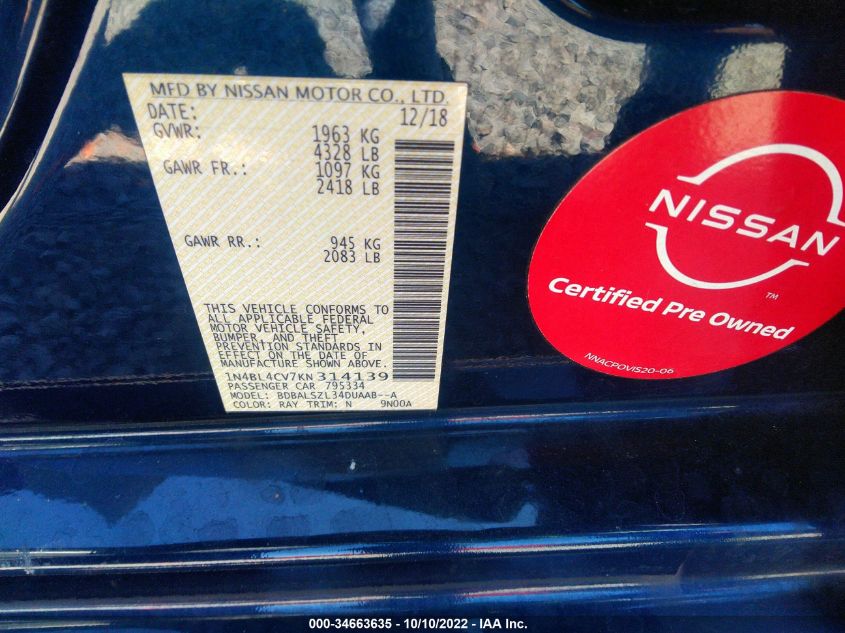 MFD BY NISSAN MOTOR CO., LTD.
DATE: 12/18
GVWR: 1963 KG
4328 LB
GAWR FR.: 1097 KG
2418 LB
GAWR RR.: 945 KG
2083 LB
THIS VEHICLE CONFORMS TO
ALL APPLICABLE FEDERAL
MOTOR VEHICLE SAFETY,
BUMPER, AND THEFT
PREVENTION STANDARDS IN
EFFECT ON THE DATE OF
MANUFACTURE SHOWN ABOVE.
1N4BL4CV7KN314139
PASSENGER CAR 795334
MODEL: BDBALSZL34DUAAB--A
COLOR: RAY TRIM: N 9N00A
NISSAN
TM
Certified Pre Owned
NNACPOVIS20-06
000-34663635 - 10/10/2022 - IAA Inc.